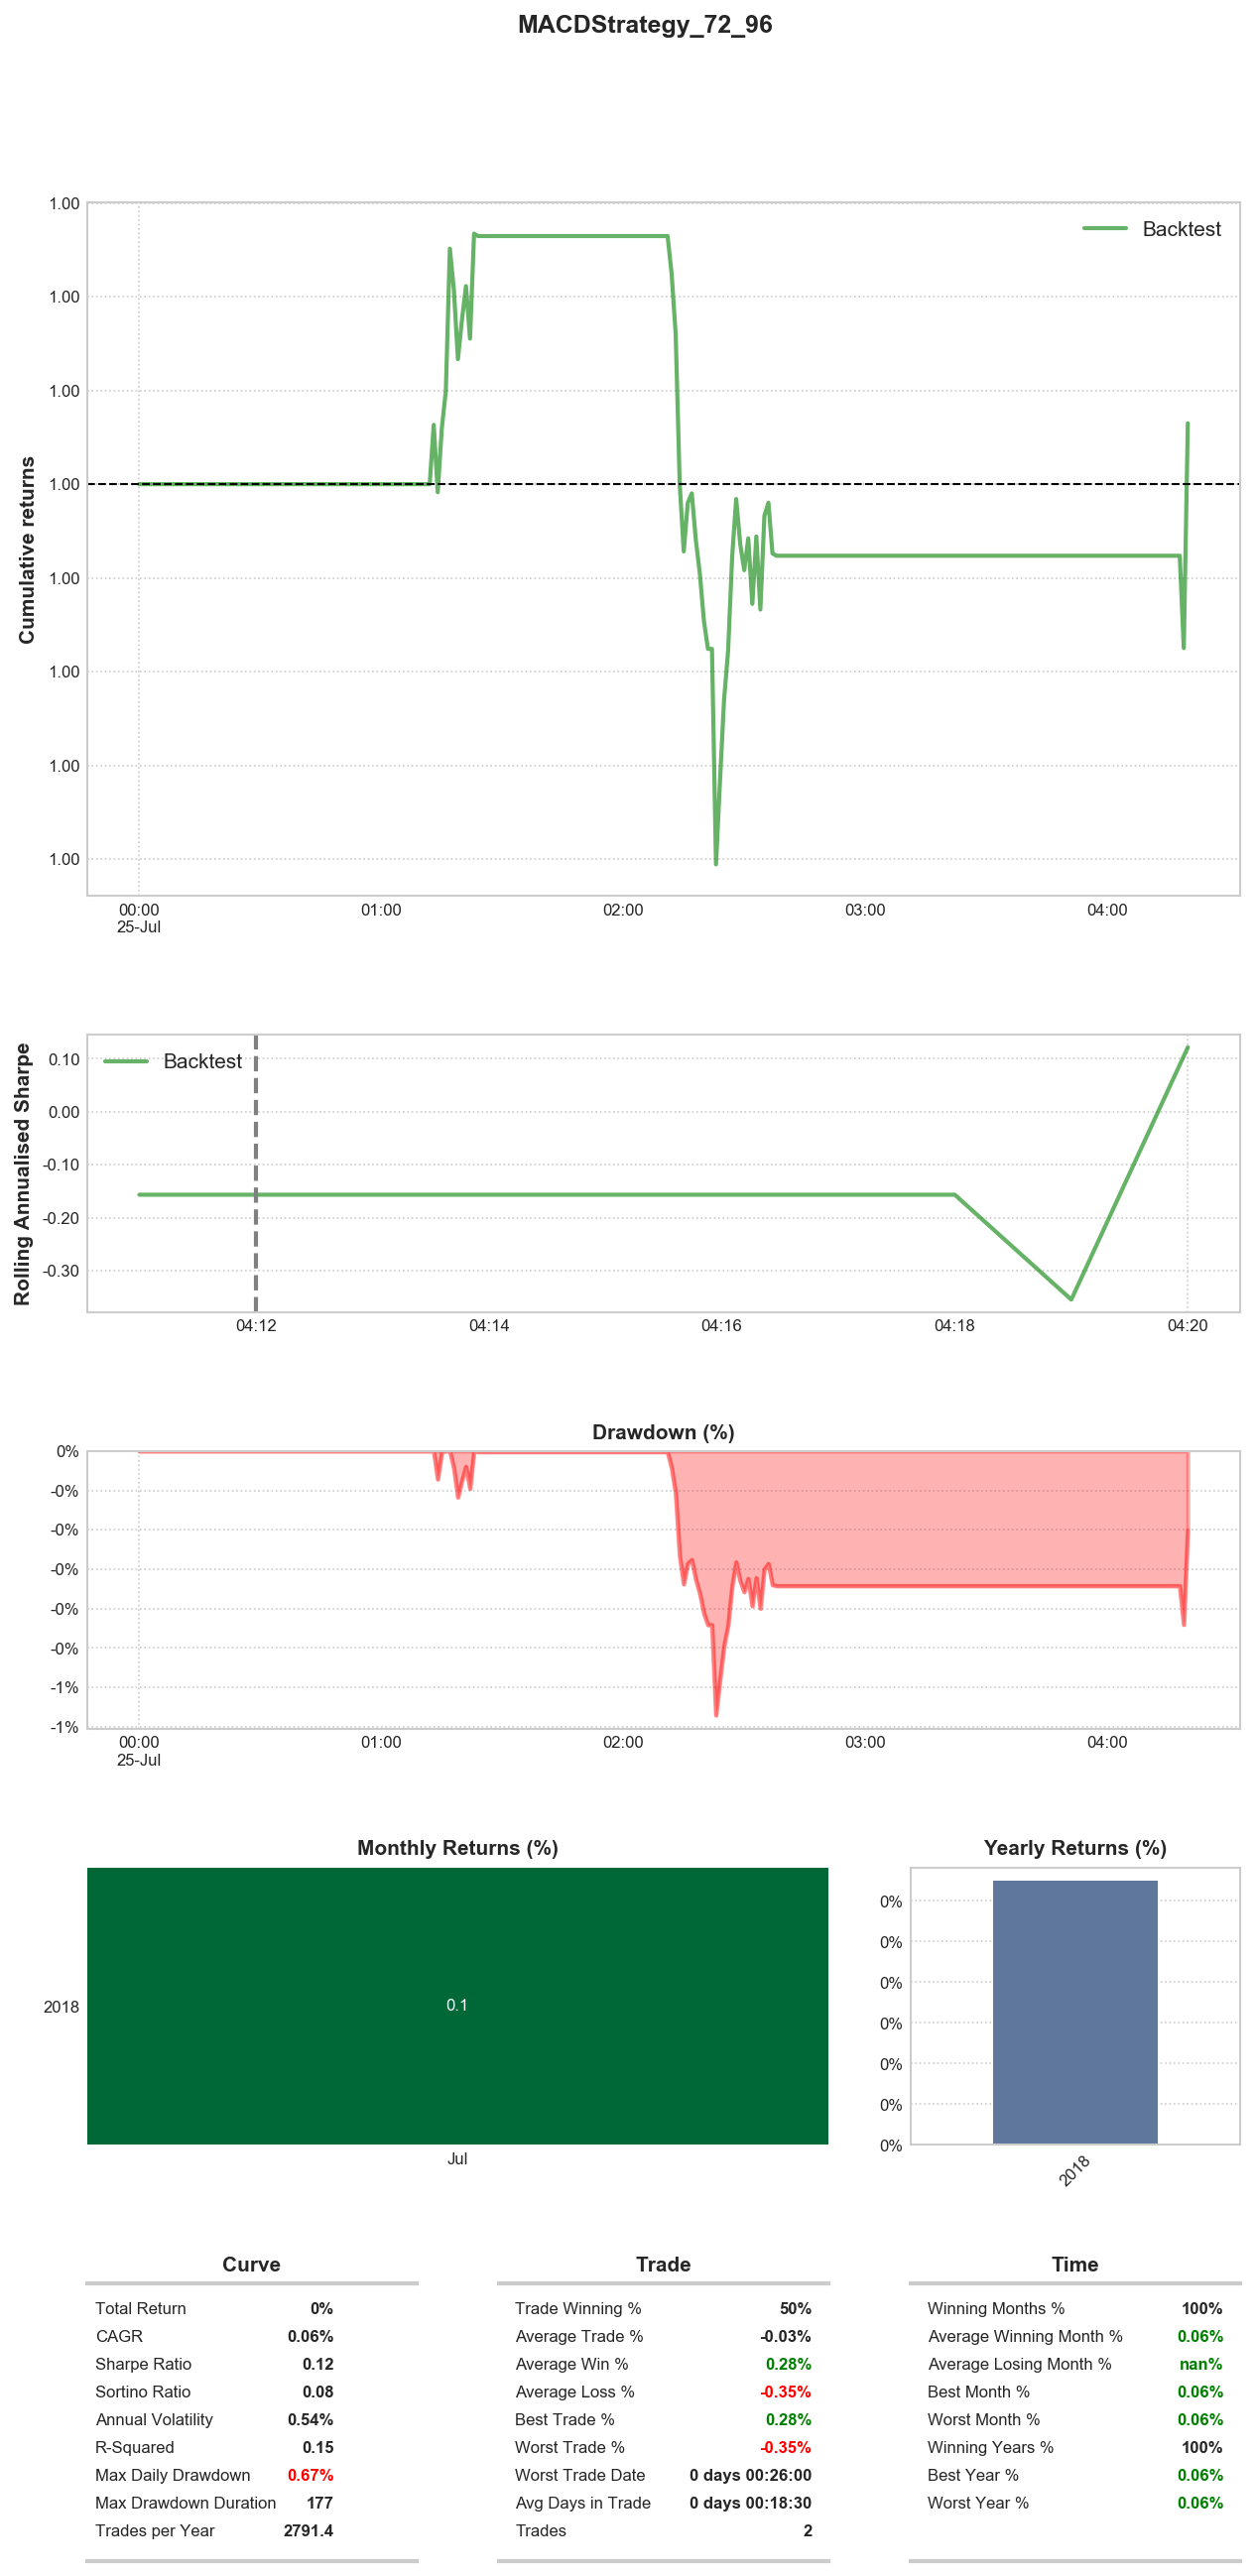 MACDStrategy_72_96
Cumulative returns
1.00
1.00
1.00
1.00
1.00
1.00
1.00
1.00
Backtest
00:00
25-Jul
01:00
02:00
03:00
04:00
Rolling Annualised Sharpe
0.10
0.00
-0.10
-0.20
-0.30
Backtest
04:12
04:14
04:16
04:18
04:20
Drawdown (%)
0%
-0%
-0%
-0%
-0%
-0%
-1%
-1%
00:00
25-Jul
01:00
02:00
03:00
04:00
Monthly Returns (%)
2018
0.1
Jul
Yearly Returns (%)
0%
0%
0%
0%
0%
0%
0%
2018
Curve
Total Return 0%
CAGR 0.06%
Sharpe Ratio 0.12
Sortino Ratio 0.08
Annual Volatility 0.54%
R-Squared 0.15
Max Daily Drawdown 0.67%
Max Drawdown Duration 177
Trades per Year 2791.4
Trade
Trade Winning % 50%
Average Trade % -0.03%
Average Win % 0.28%
Average Loss % -0.35%
Best Trade % 0.28%
Worst Trade % -0.35%
Worst Trade Date 0 days 00:26:00
Avg Days in Trade 0 days 00:18:30
Trades 2
Time
Winning Months % 100%
Average Winning Month % 0.06%
Average Losing Month % nan%
Best Month % 0.06%
Worst Month % 0.06%
Winning Years % 100%
Best Year % 0.06%
Worst Year % 0.06%